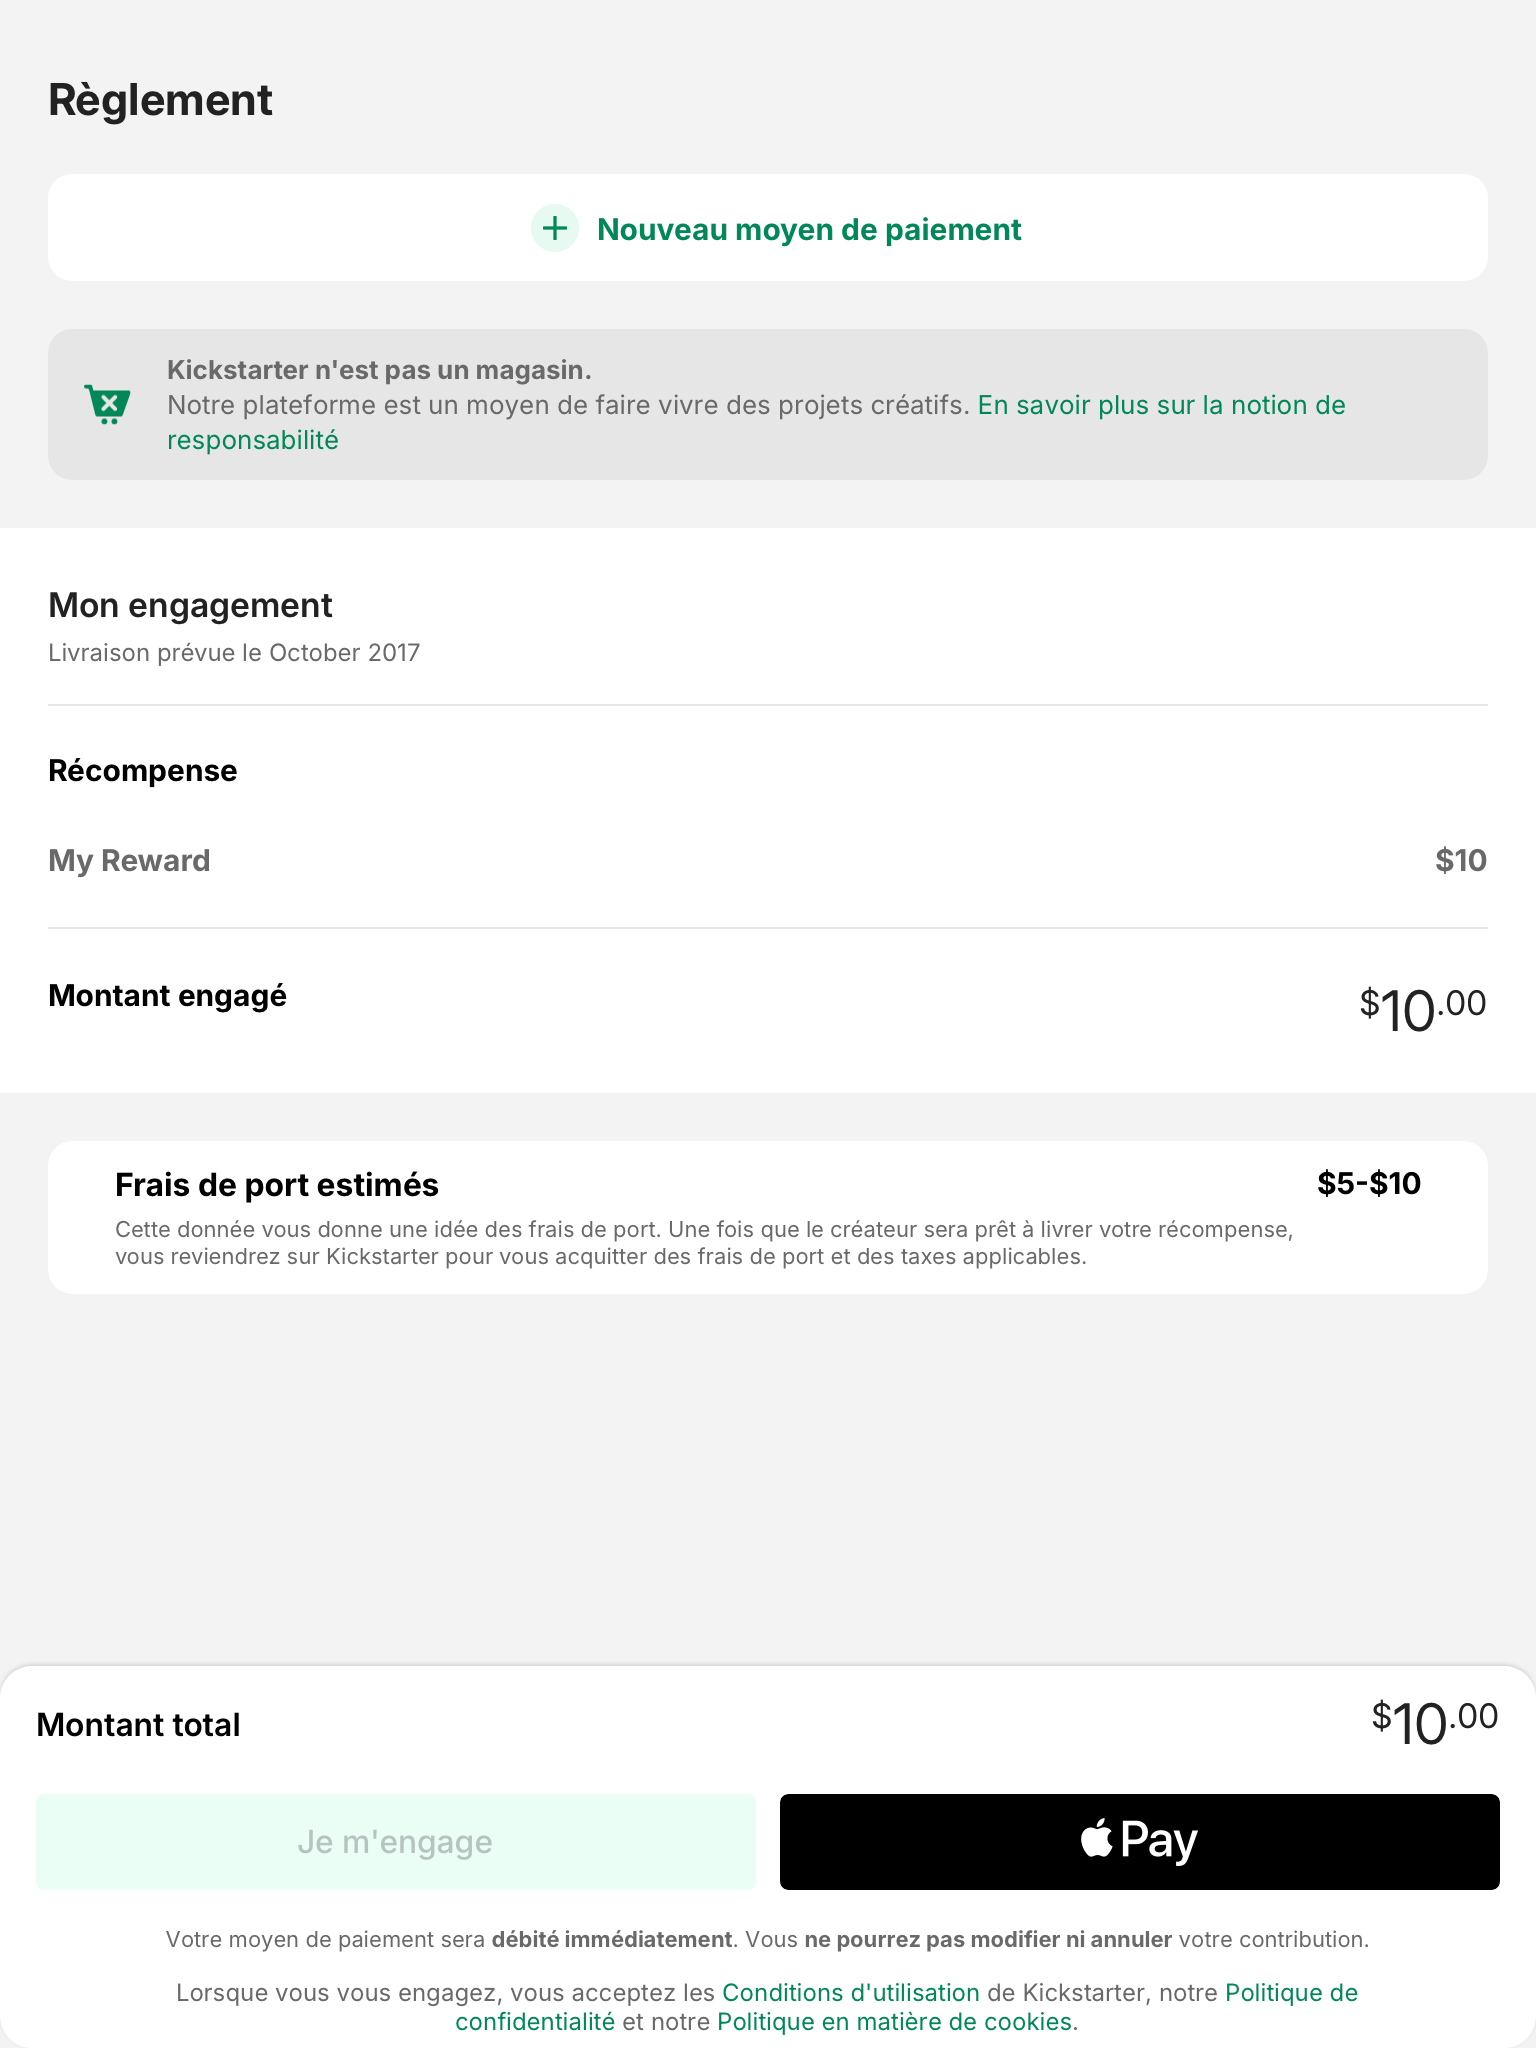 Règlement
Nouveau moyen de paiement
Kickstarter n'est pas un magasin.
Notre plateforme est un moyen de faire vivre des projets créatifs. En savoir plus sur la notion de
responsabilité
Mon engagement
Livraison prévue le October 2017
Récompense
My Reward $10
Montant engagé $10.00
Frais de port estimés $5-$10
Cette donnée vous donne une idée des frais de port. Une fois que le créateur sera prêt à livrer votre récompense,
vous reviendrez sur Kickstarter pour vous acquitter des frais de port et des taxes applicables.
Montant total $10.00
Je m'engage Pay
Votre moyen de paiement sera débité immédiatement. Vous ne pourrez pas modifier ni annuler votre contribution.
Lorsque vous vous engagez, vous acceptez les Conditions d'utilisation de Kickstarter, notre Politique de
confidentialité et notre Politique en matière de cookies.